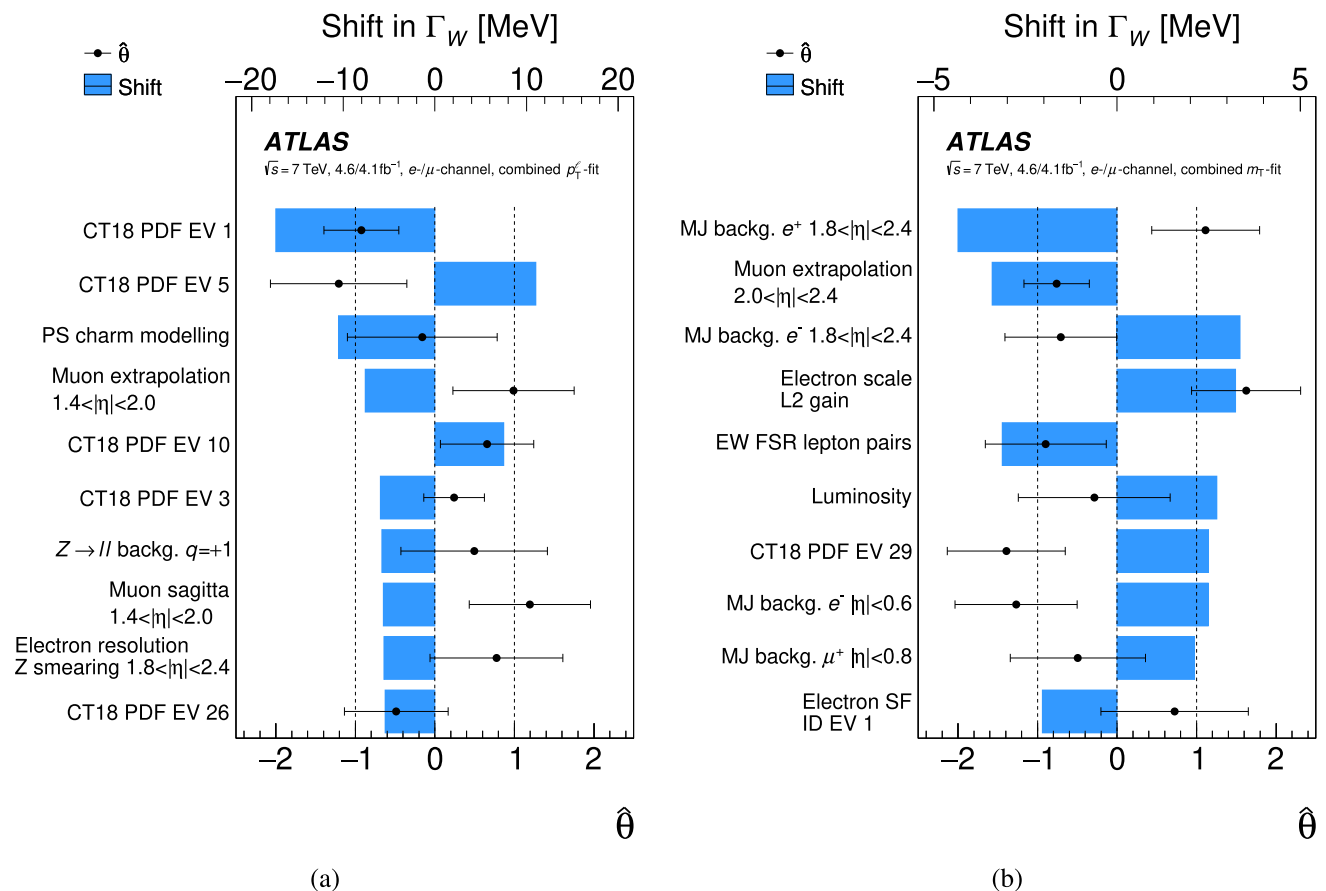 Shift in Γ_W [MeV]
θ̂
Shift
−20 −10 0 10 20
ATLAS
√s = 7 TeV, 4.6/4.1fb⁻¹, e-/μ-channel, combined p_T^ℓ-fit
CT18 PDF EV 1
CT18 PDF EV 5
PS charm modelling
Muon extrapolation
1.4<|η|<2.0
CT18 PDF EV 10
CT18 PDF EV 3
Z→ll backg. q=+1
Muon sagitta
1.4<|η|<2.0
Electron resolution
Z smearing 1.8<|η|<2.4
CT18 PDF EV 26
−2 −1 0 1 2
θ̂
(a)
Shift in Γ_W [MeV]
θ̂
Shift
−5 0 5
ATLAS
√s = 7 TeV, 4.6/4.1fb⁻¹, e-/μ-channel, combined m_T-fit
MJ backg. e⁺ 1.8<|η|<2.4
Muon extrapolation
2.0<|η|<2.4
MJ backg. e⁻ 1.8<|η|<2.4
Electron scale
L2 gain
EW FSR lepton pairs
Luminosity
CT18 PDF EV 29
MJ backg. e⁻ |η|<0.6
MJ backg. μ⁺ |η|<0.8
Electron SF
ID EV 1
−2 −1 0 1 2
θ̂
(b)